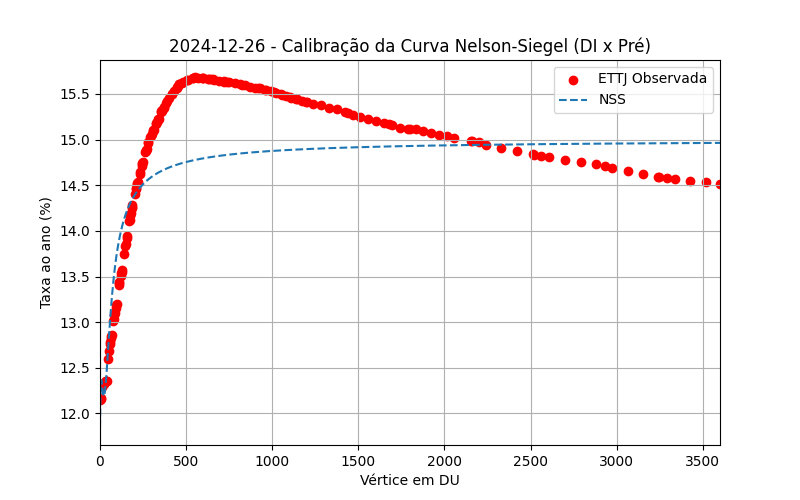 2024-12-26 - Calibração da Curva Nelson-Siegel (DI x Pré)
ETTJ Observada
NSS
Taxa ao ano (%)
15.5
15.0
14.5
14.0
13.5
13.0
12.5
12.0
0 500 1000 1500 2000 2500 3000 3500
Vértice em DU